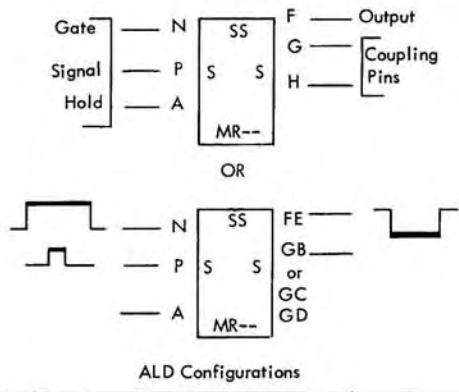 Gate N SS F Output
G Coupling
Signal P S S Pins
H
Hold A
MR--
OR
N SS FE
GB
P S S or
GC
A GD
MR--
ALD Configurations